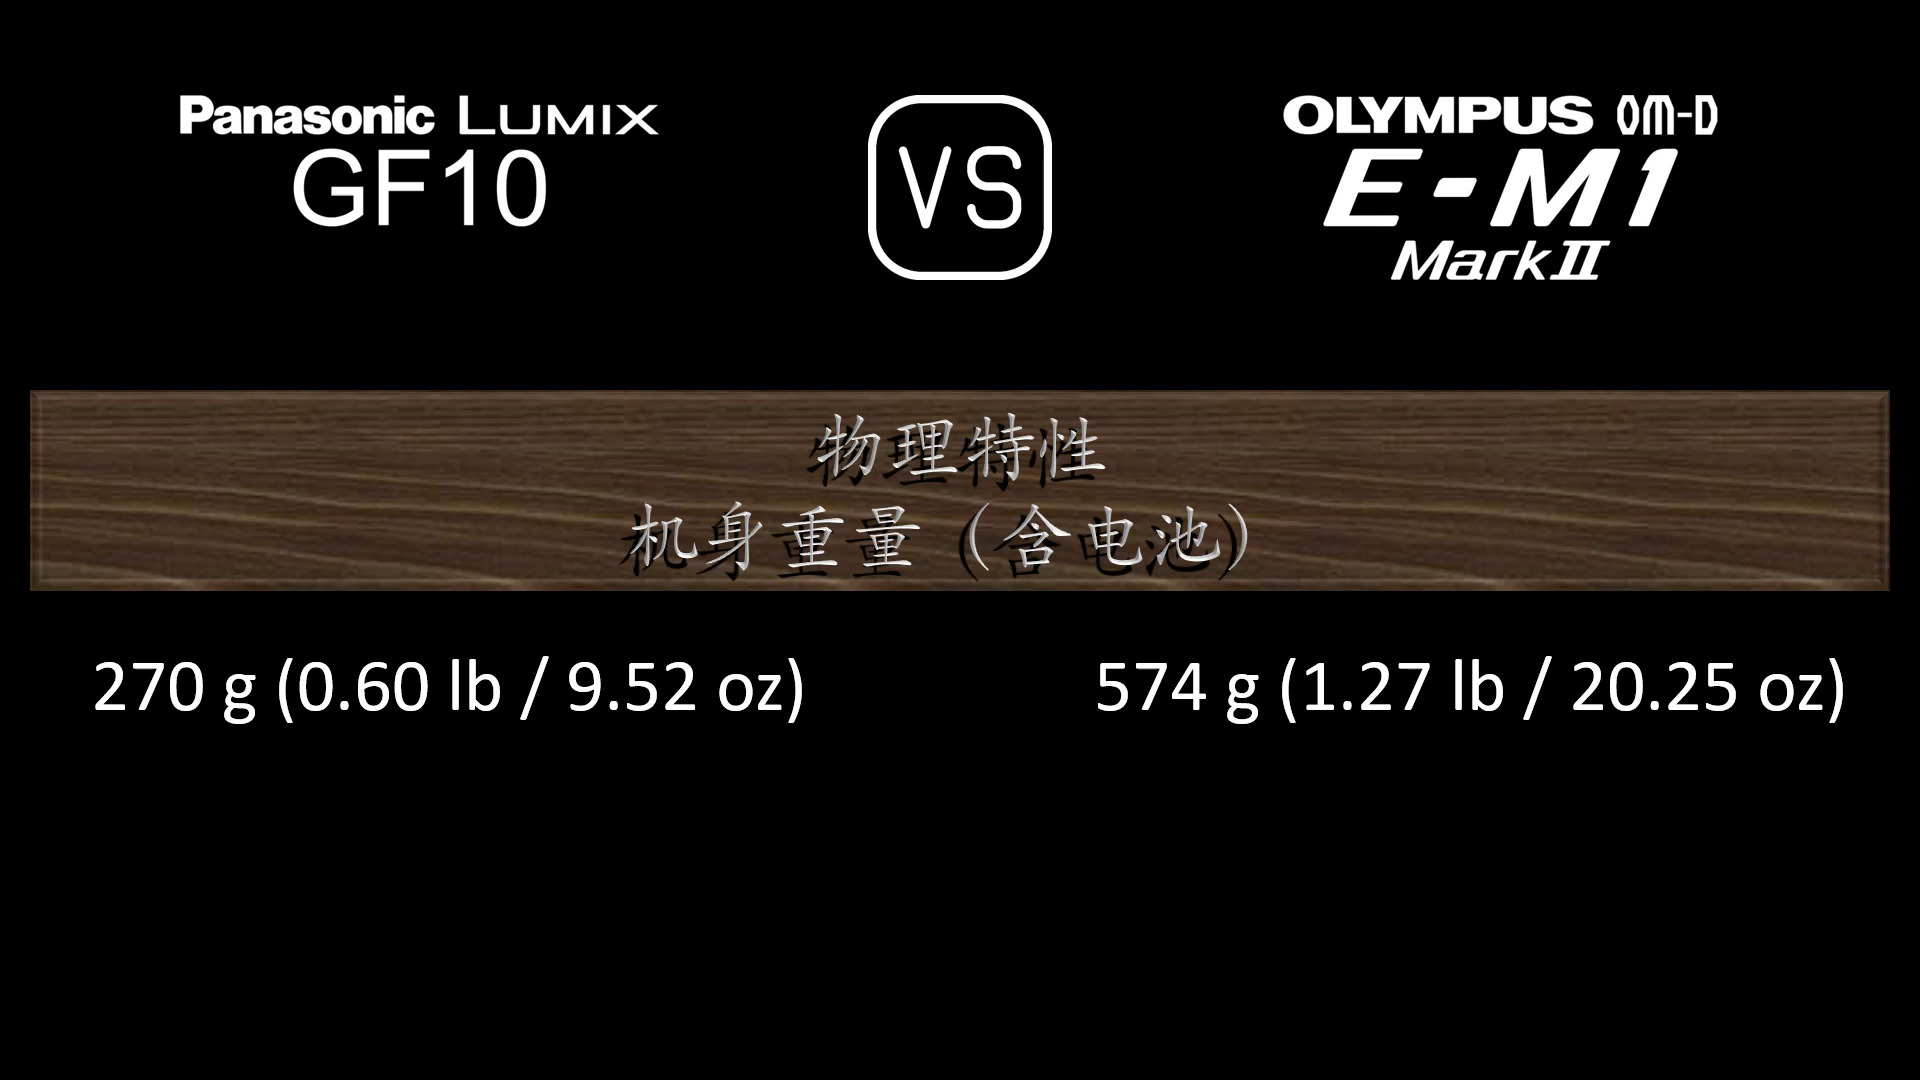 Panasonic LUMIX
GF10
VS
OLYMPUS OM-D
E-M1
Mark II
物理特性
机身重量（含电池）
270 g (0.60 lb / 9.52 oz)
574 g (1.27 lb / 20.25 oz)